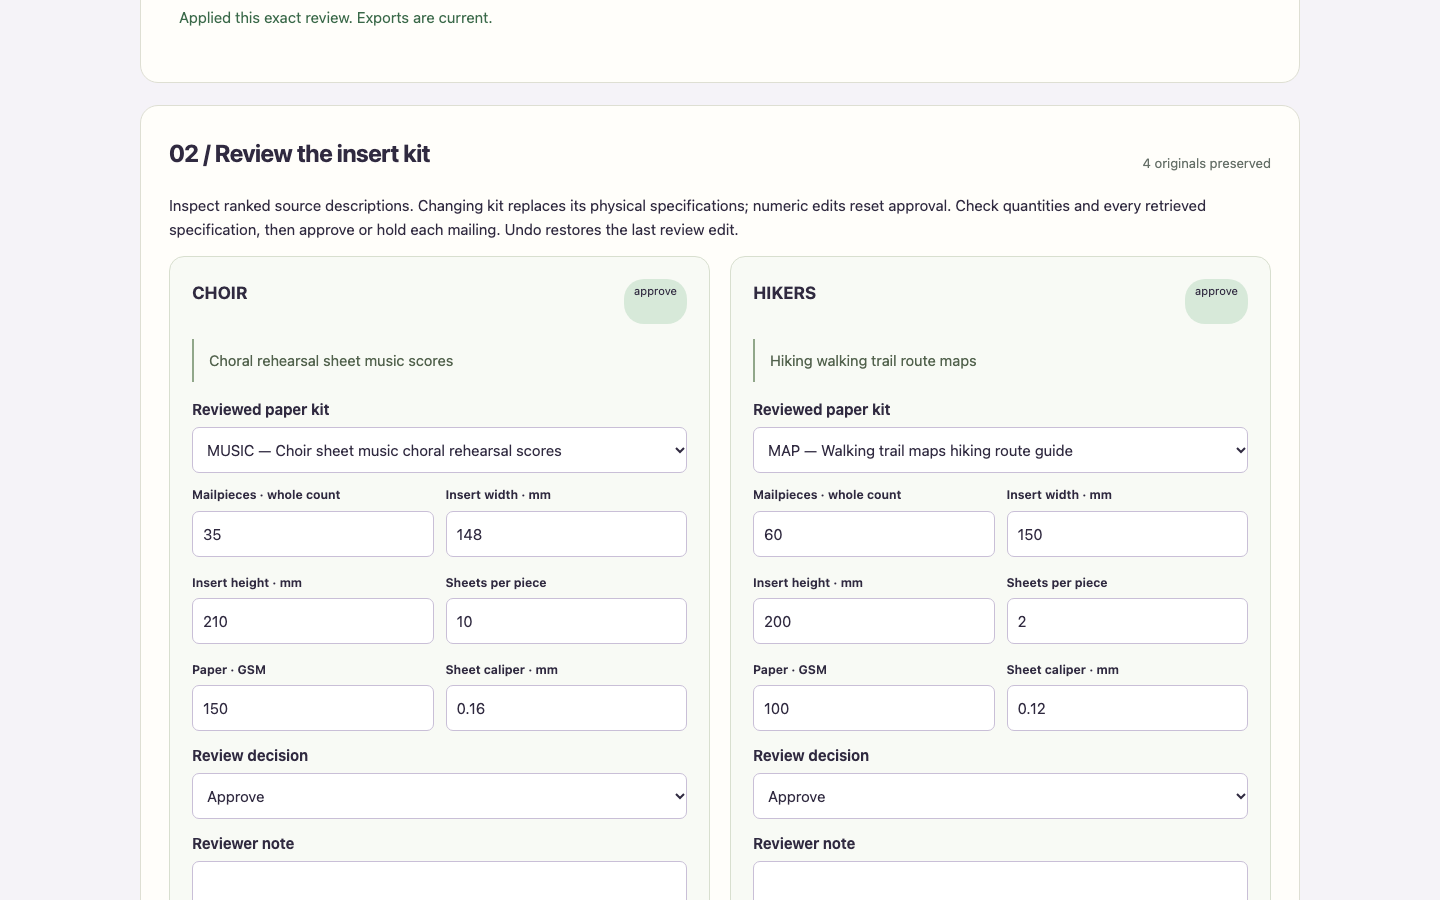 Applied this exact review. Exports are current.
02 / Review the insert kit
4 originals preserved
Inspect ranked source descriptions. Changing kit replaces its physical specifications; numeric edits reset approval. Check quantities and every retrieved
specification, then approve or hold each mailing. Undo restores the last review edit.
CHOIR
approve
Choral rehearsal sheet music scores
Reviewed paper kit
MUSIC — Choir sheet music choral rehearsal scores
Mailpieces · whole count
Insert width · mm
35
148
Insert height · mm
Sheets per piece
210
10
Paper · GSM
Sheet caliper · mm
150
0.16
Review decision
Approve
Reviewer note
HIKERS
approve
Hiking walking trail route maps
Reviewed paper kit
MAP — Walking trail maps hiking route guide
Mailpieces · whole count
Insert width · mm
60
150
Insert height · mm
Sheets per piece
200
2
Paper · GSM
Sheet caliper · mm
100
0.12
Review decision
Approve
Reviewer note